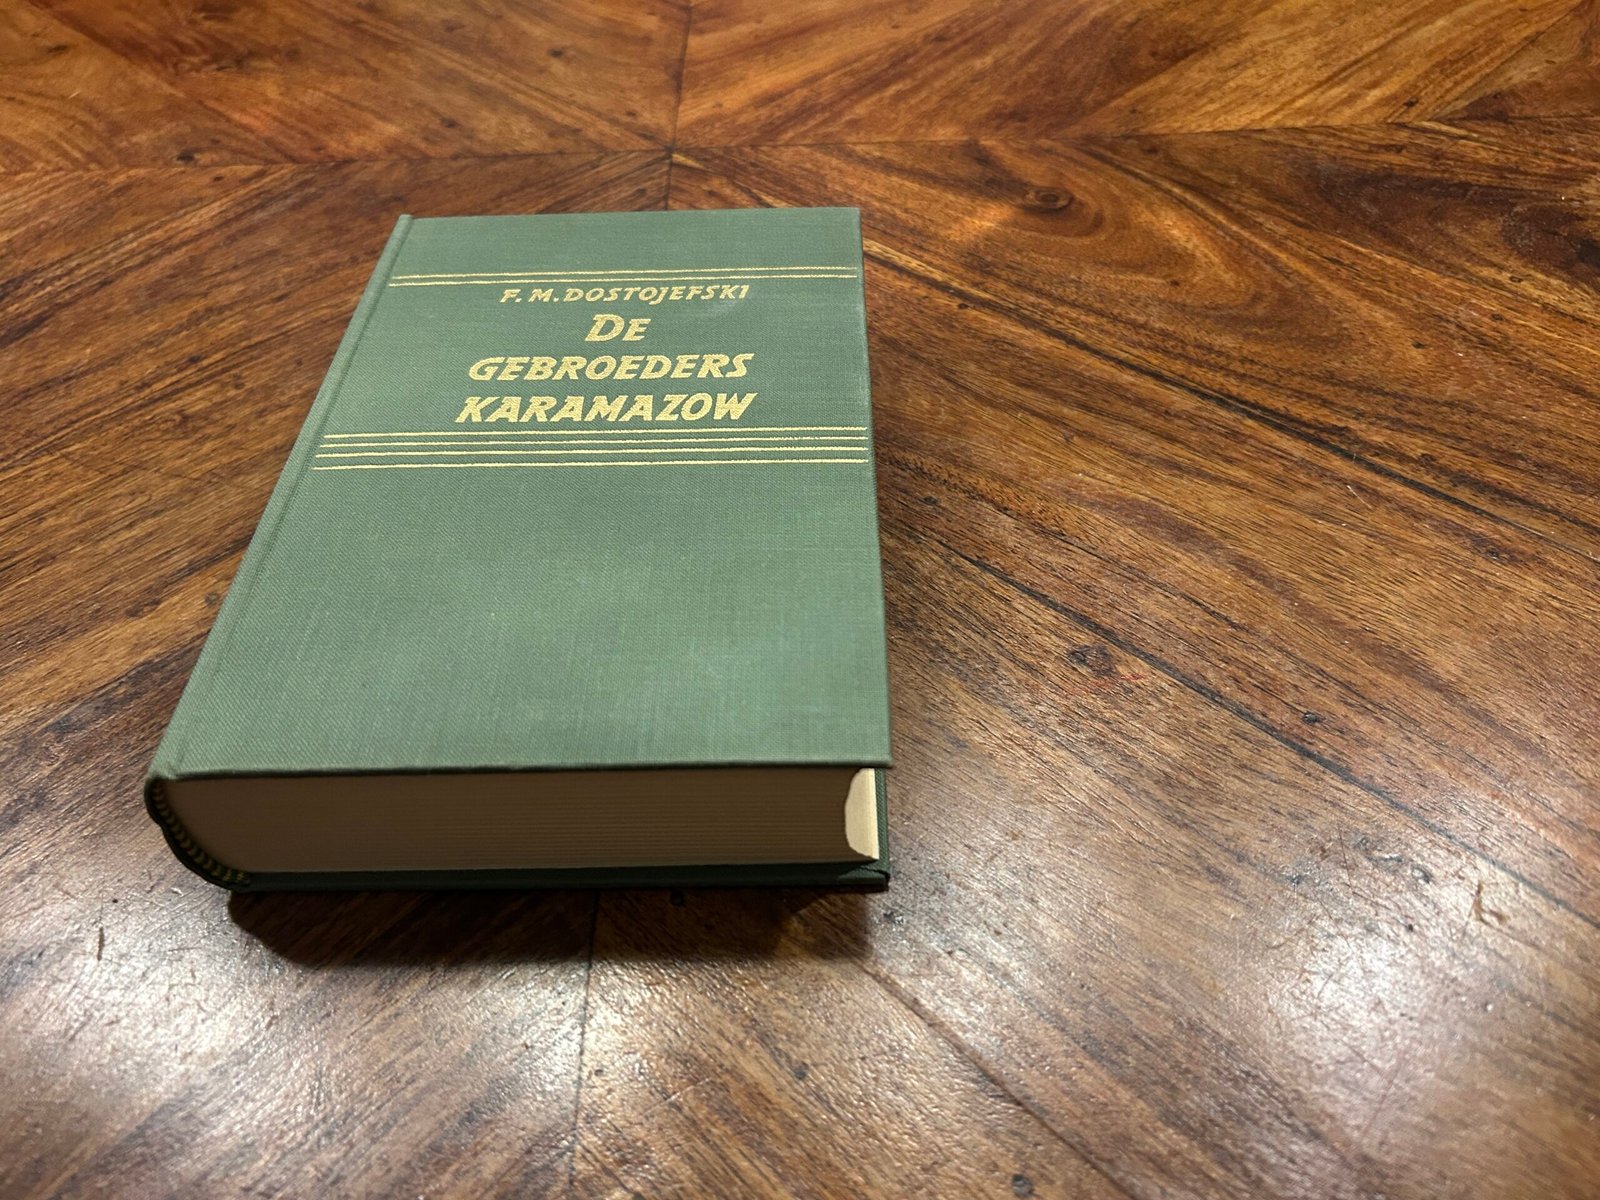 F. M. DOSTOJEFSKI
DE
GEBROEDERS
KARAMAZOW